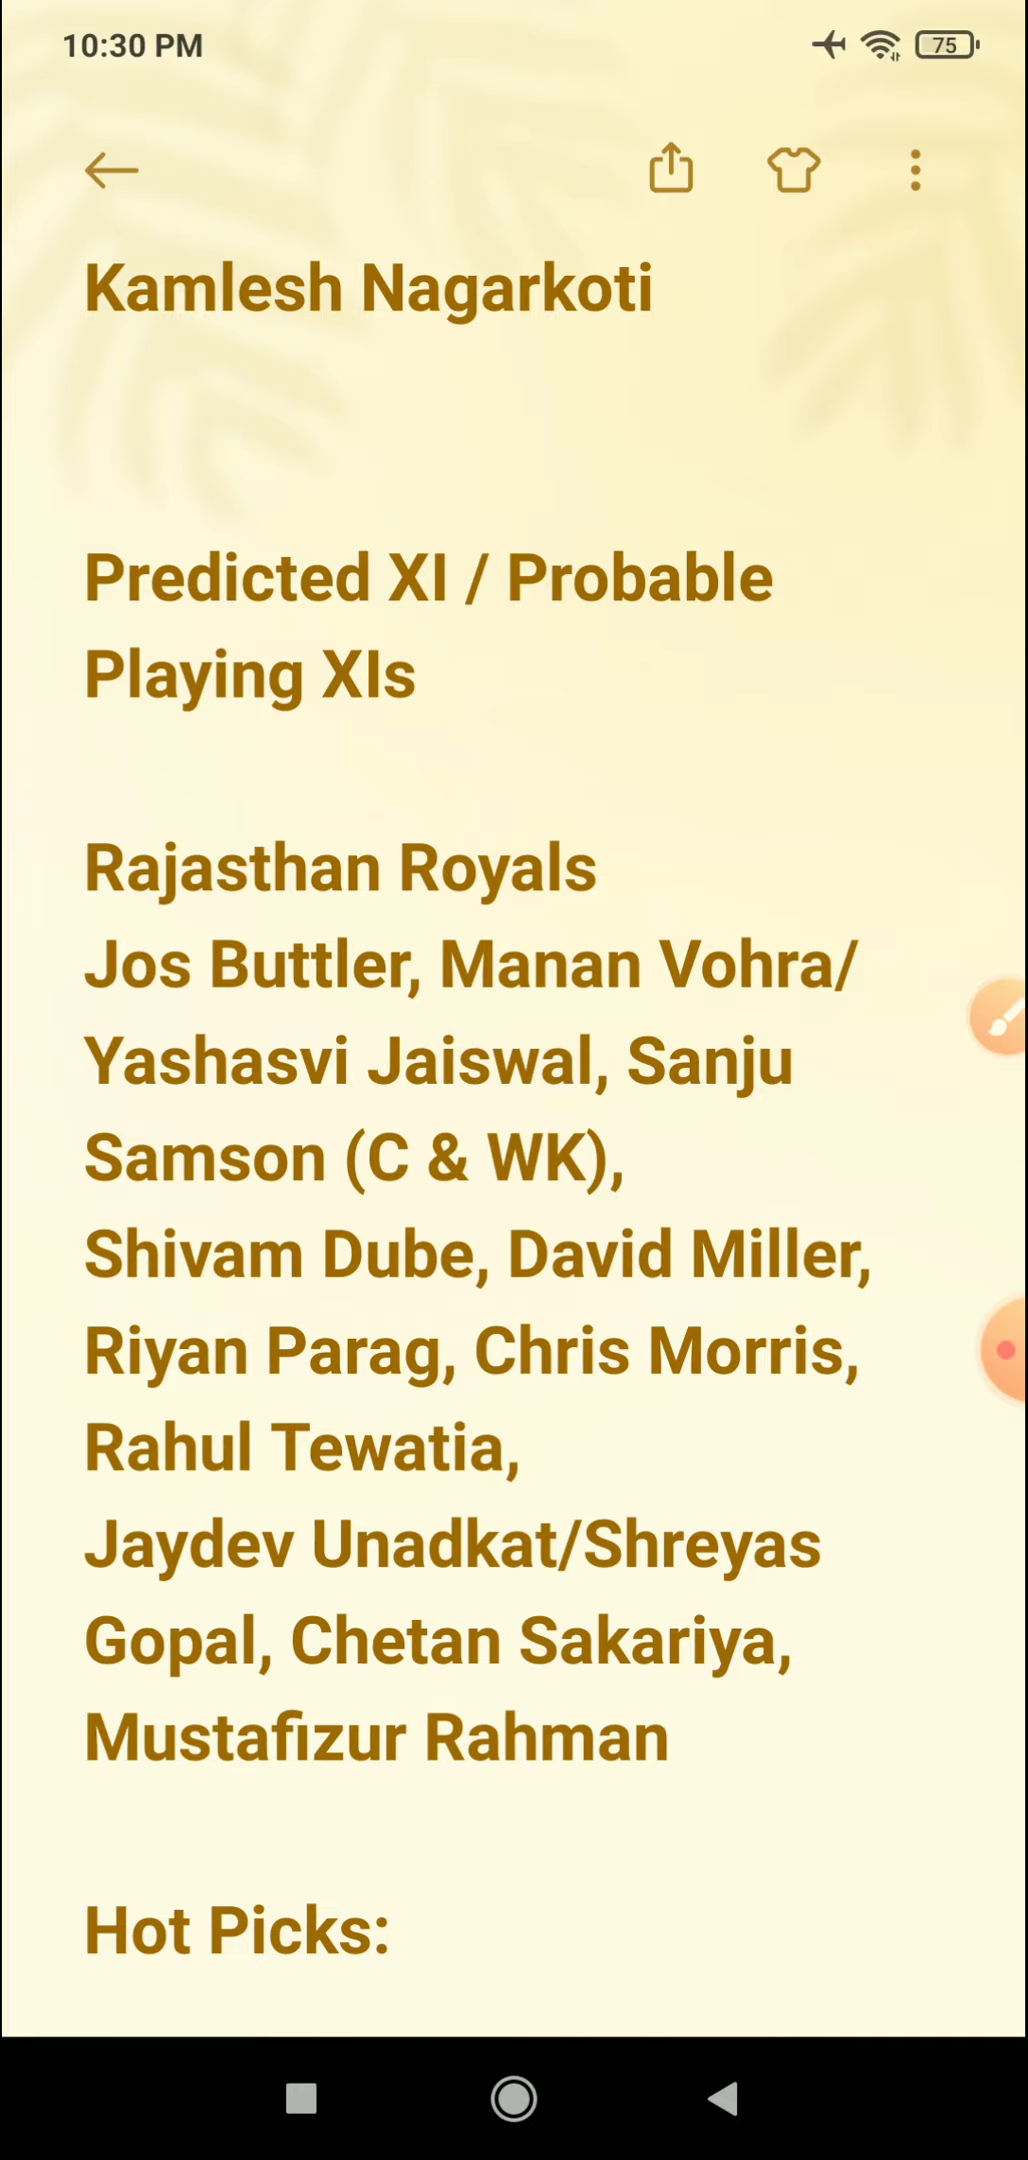 10:30 PM
75
Kamlesh Nagarkoti
Predicted XI / Probable
Playing XIs
Rajasthan Royals
Jos Buttler, Manan Vohra/
Yashasvi Jaiswal, Sanju
Samson (C & WK),
Shivam Dube, David Miller,
Riyan Parag, Chris Morris,
Rahul Tewatia,
Jaydev Unadkat/Shreyas
Gopal, Chetan Sakariya,
Mustafizur Rahman
Hot Picks: